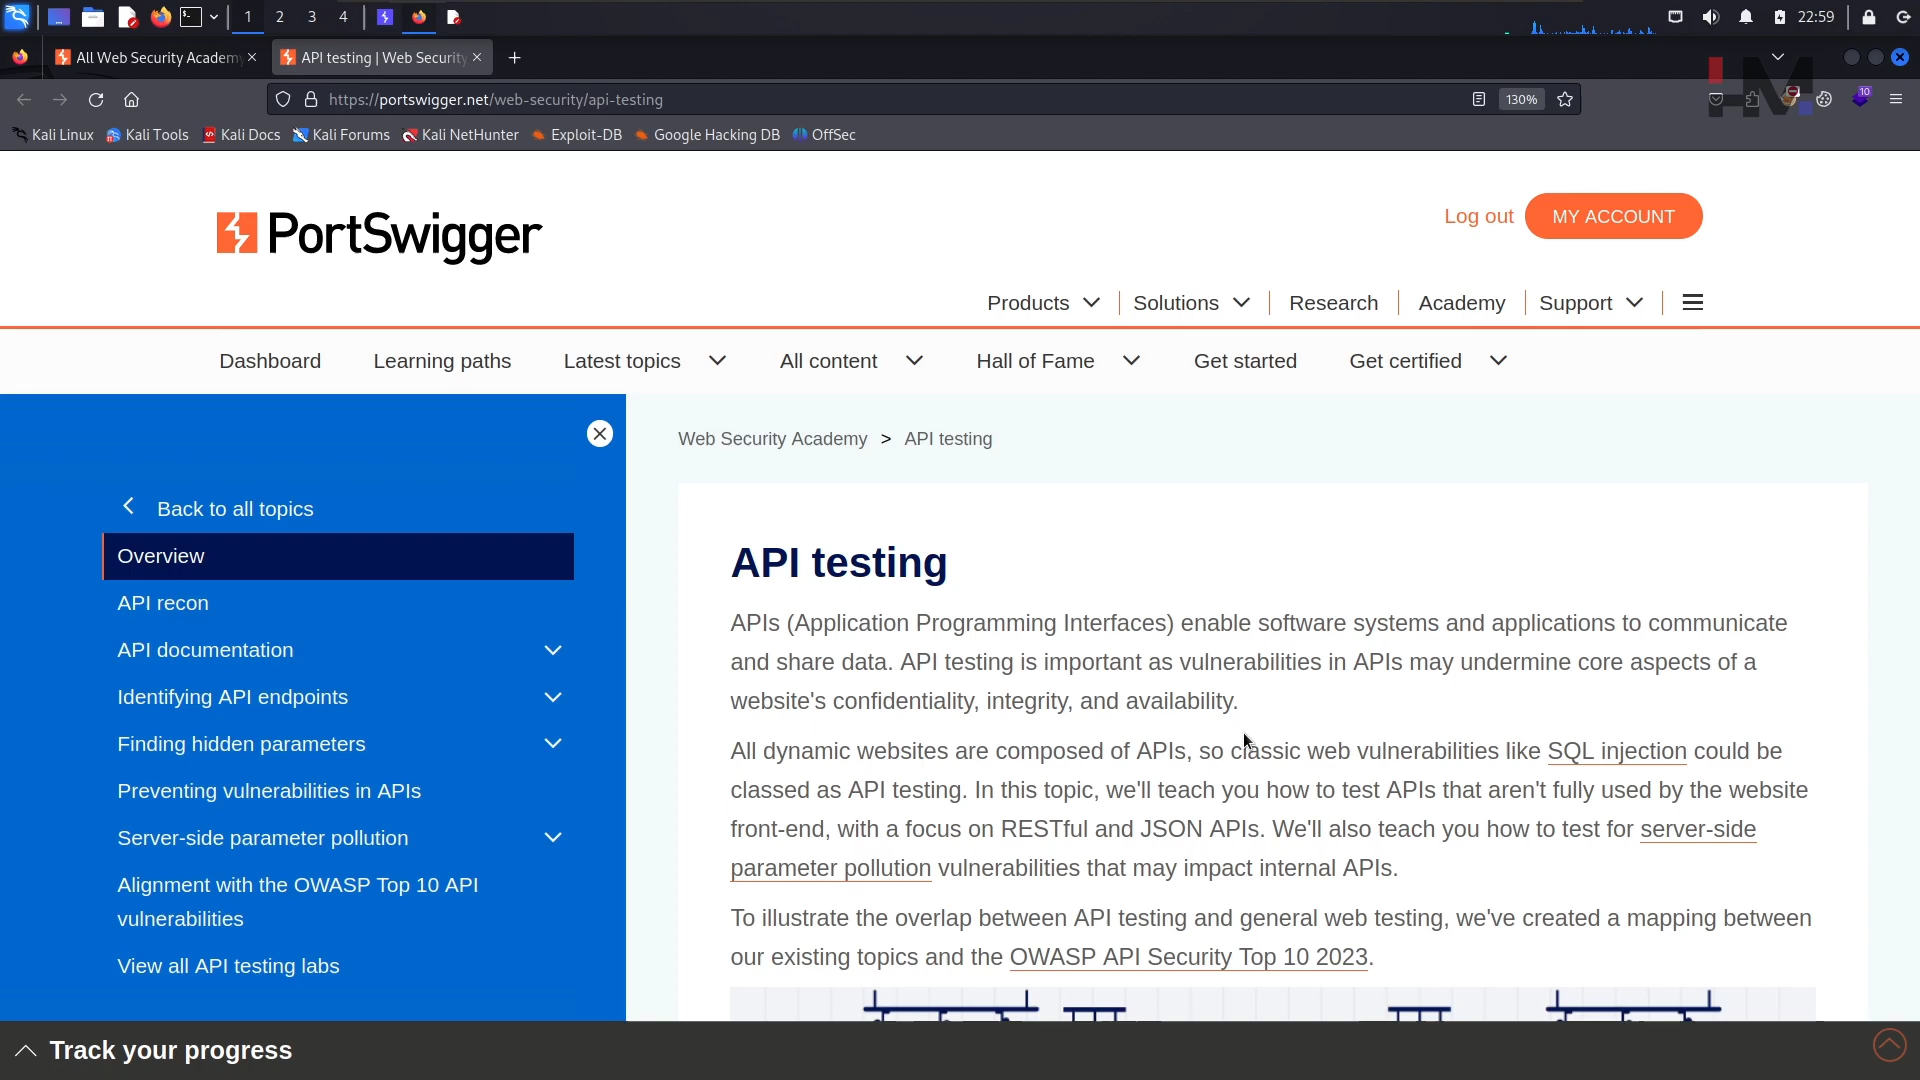 1 2 3 4 22:59
All Web Security Academy API testing | Web Security
https://portswigger.net/web-security/api-testing 130% 10
Kali Linux Kali Tools Kali Docs Kali Forums Kali NetHunter Exploit-DB Google Hacking DB OffSec
HM
PortSwigger
Log out MY ACCOUNT
Products Solutions Research Academy Support
Dashboard Learning paths Latest topics All content Hall of Fame Get started Get certified
Web Security Academy > API testing
Back to all topics
Overview
API recon
API documentation
Identifying API endpoints
Finding hidden parameters
Preventing vulnerabilities in APIs
Server-side parameter pollution
Alignment with the OWASP Top 10 API
vulnerabilities
View all API testing labs
API testing
APIs (Application Programming Interfaces) enable software systems and applications to communicate
and share data. API testing is important as vulnerabilities in APIs may undermine core aspects of a
website's confidentiality, integrity, and availability.
All dynamic websites are composed of APIs, so classic web vulnerabilities like SQL injection could be
classed as API testing. In this topic, we'll teach you how to test APIs that aren't fully used by the website
front-end, with a focus on RESTful and JSON APIs. We'll also teach you how to test for server-side
parameter pollution vulnerabilities that may impact internal APIs.
To illustrate the overlap between API testing and general web testing, we've created a mapping between
our existing topics and the OWASP API Security Top 10 2023.
Track your progress